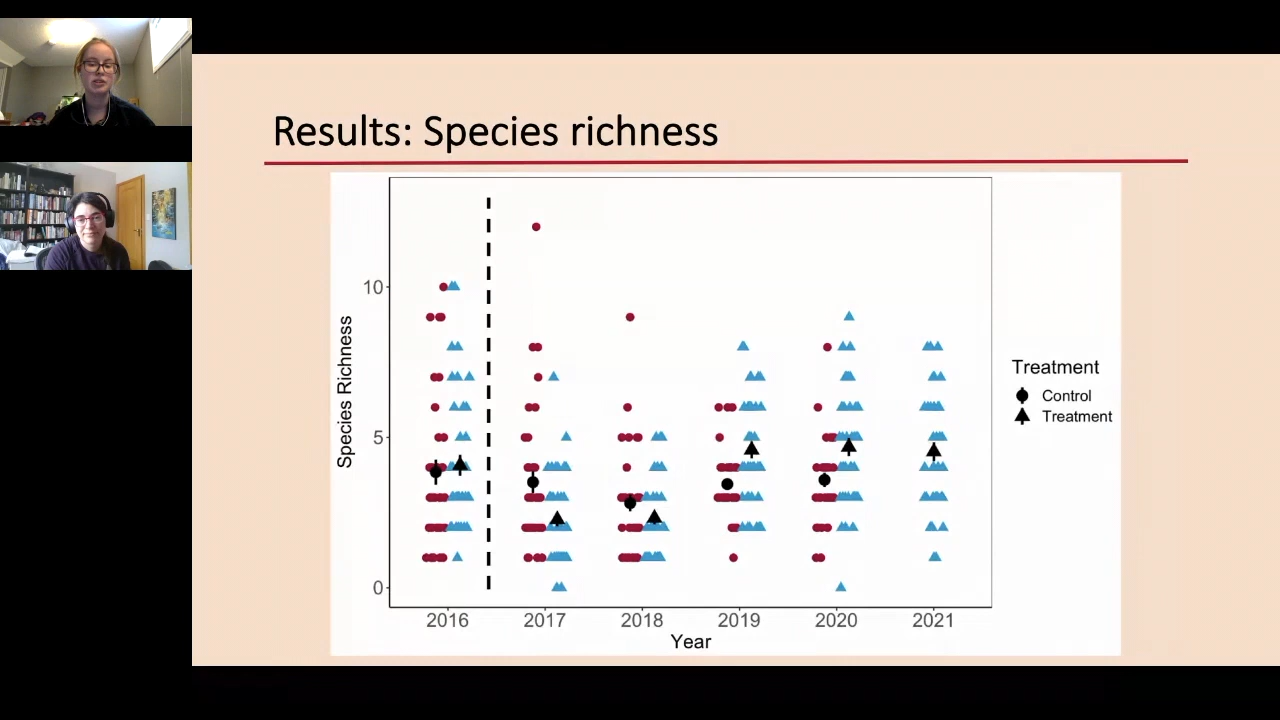 Results: Species richness
Species Richness
10
5
0
2016 2017 2018 2019 2020 2021
Year
Treatment
Control
Treatment